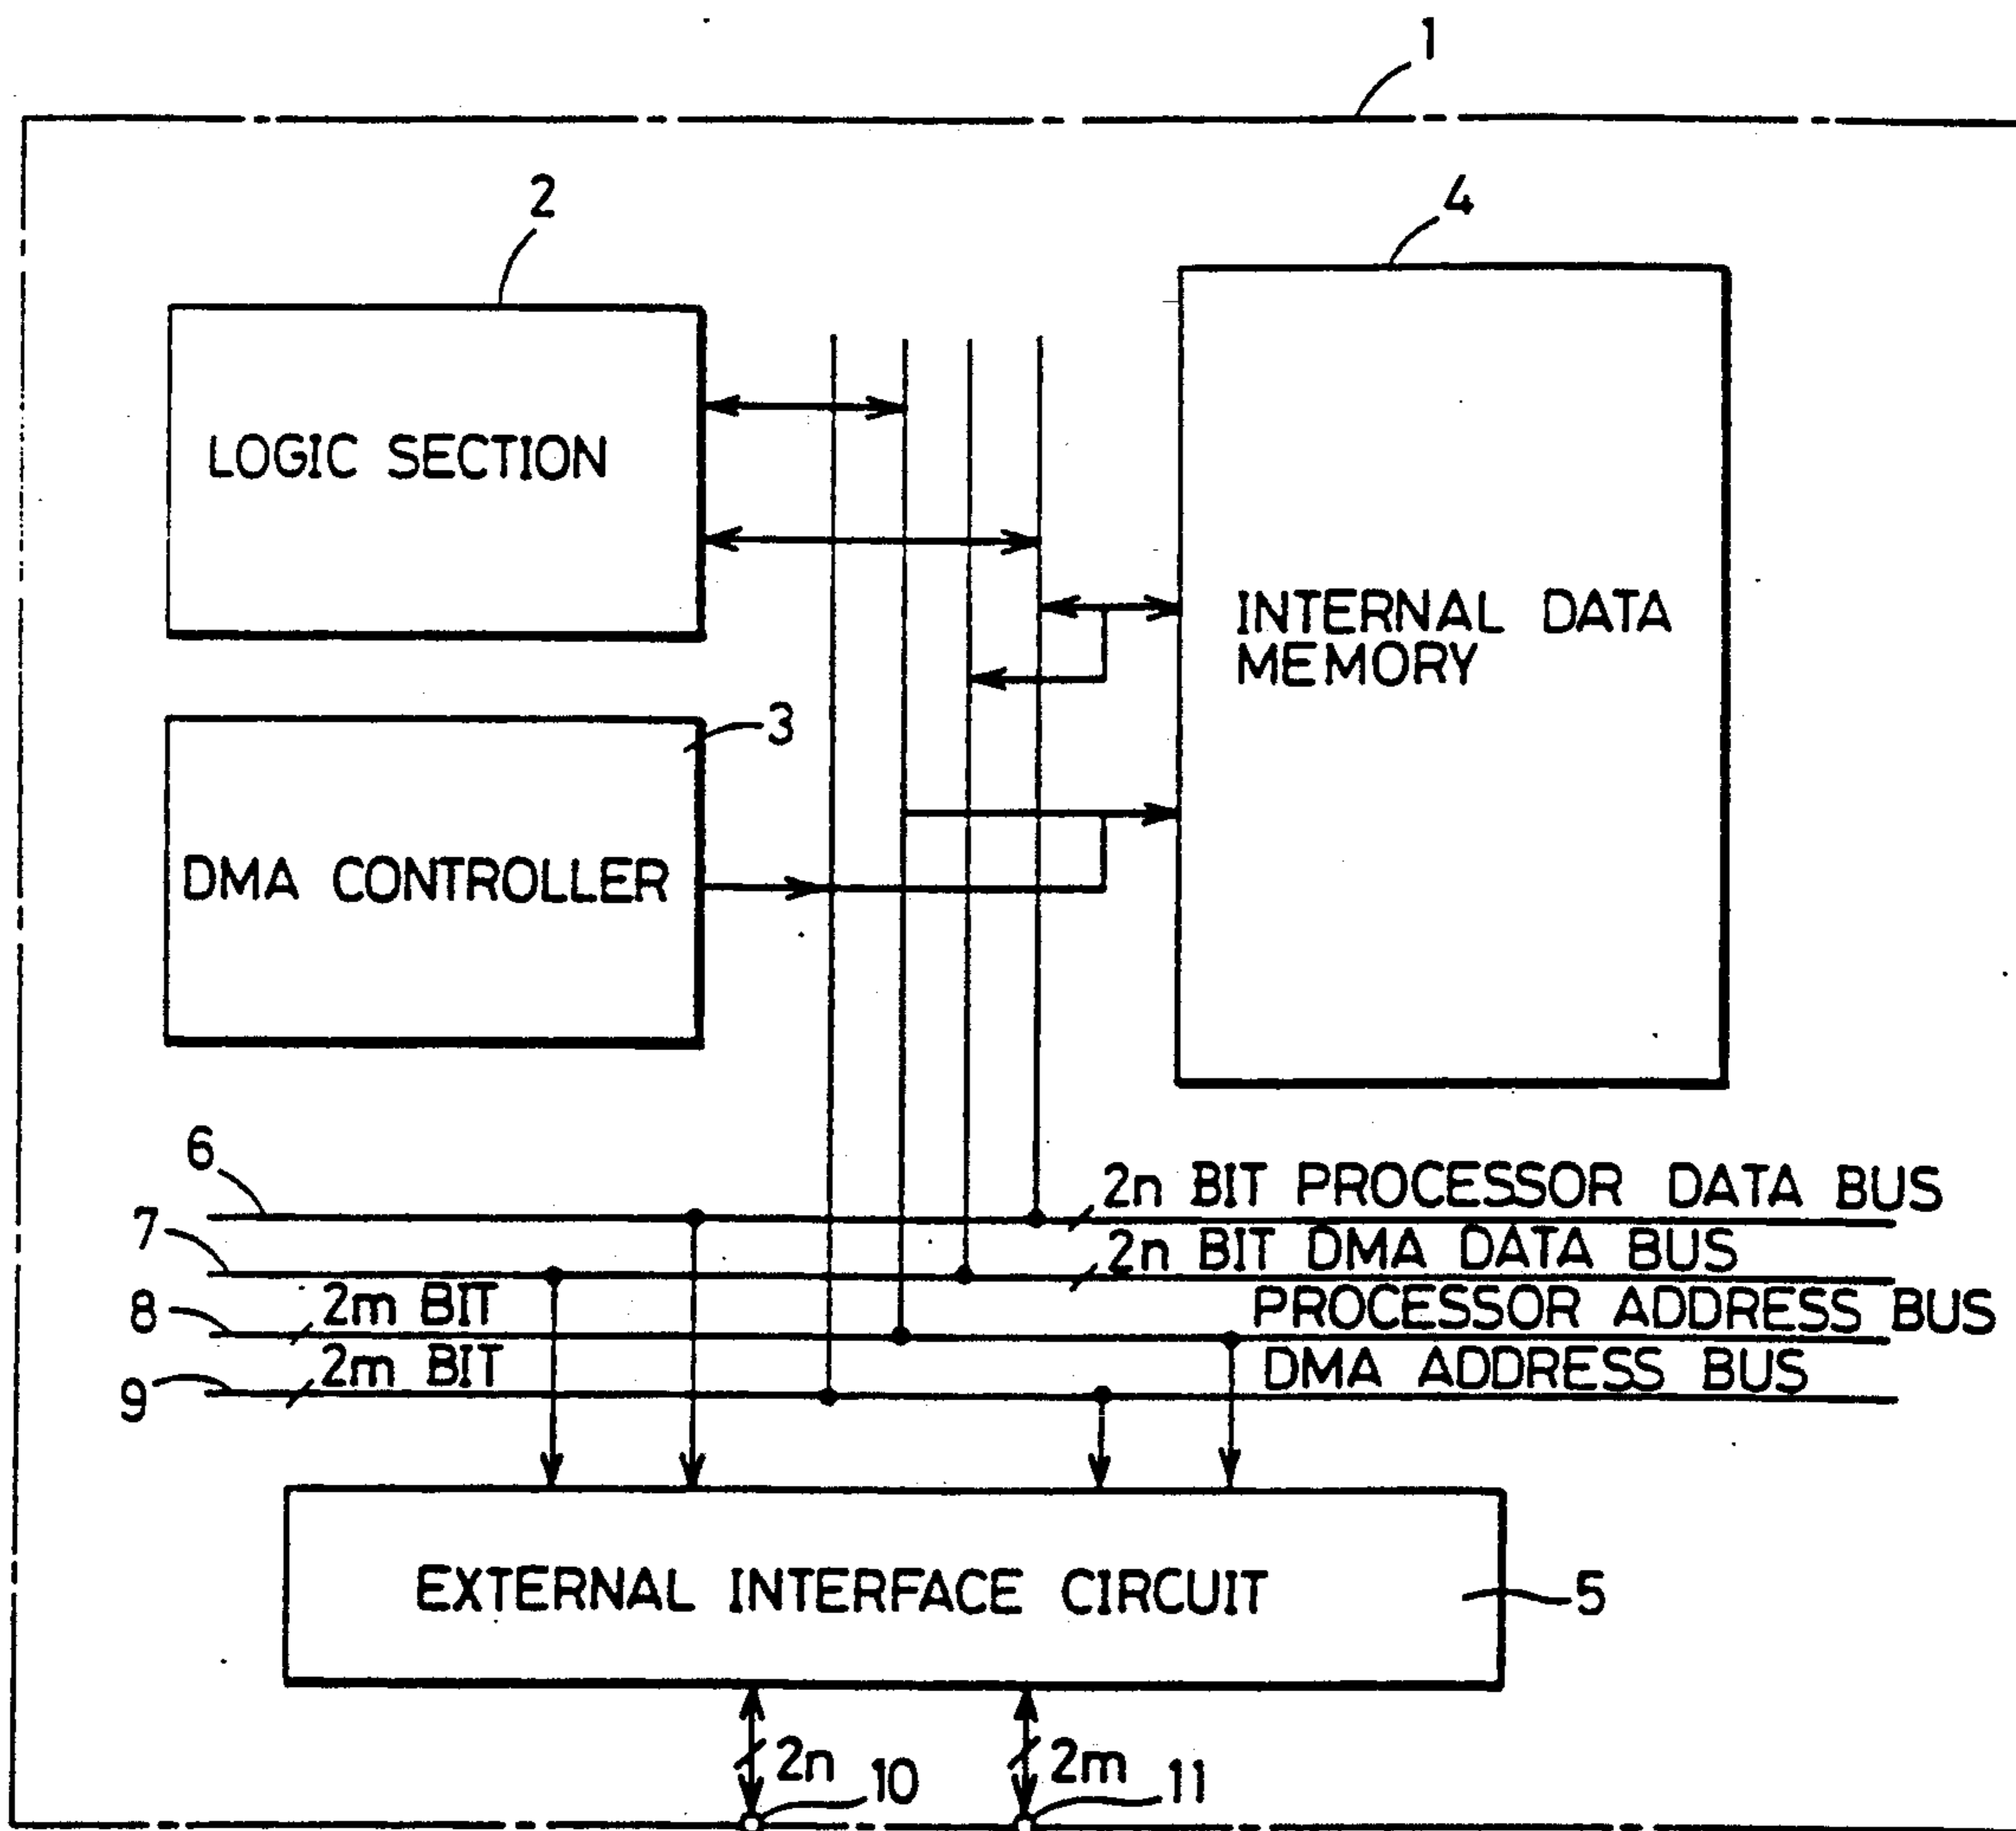 1
2
4
LOGIC SECTION
INTERNAL DATA
MEMORY
3
DMA CONTROLLER
6
2n BIT PROCESSOR DATA BUS
7
2n BIT DMA DATA BUS
8
2m BIT
PROCESSOR ADDRESS BUS
9
2m BIT
DMA ADDRESS BUS
EXTERNAL INTERFACE CIRCUIT
5
2n
10
2m
11